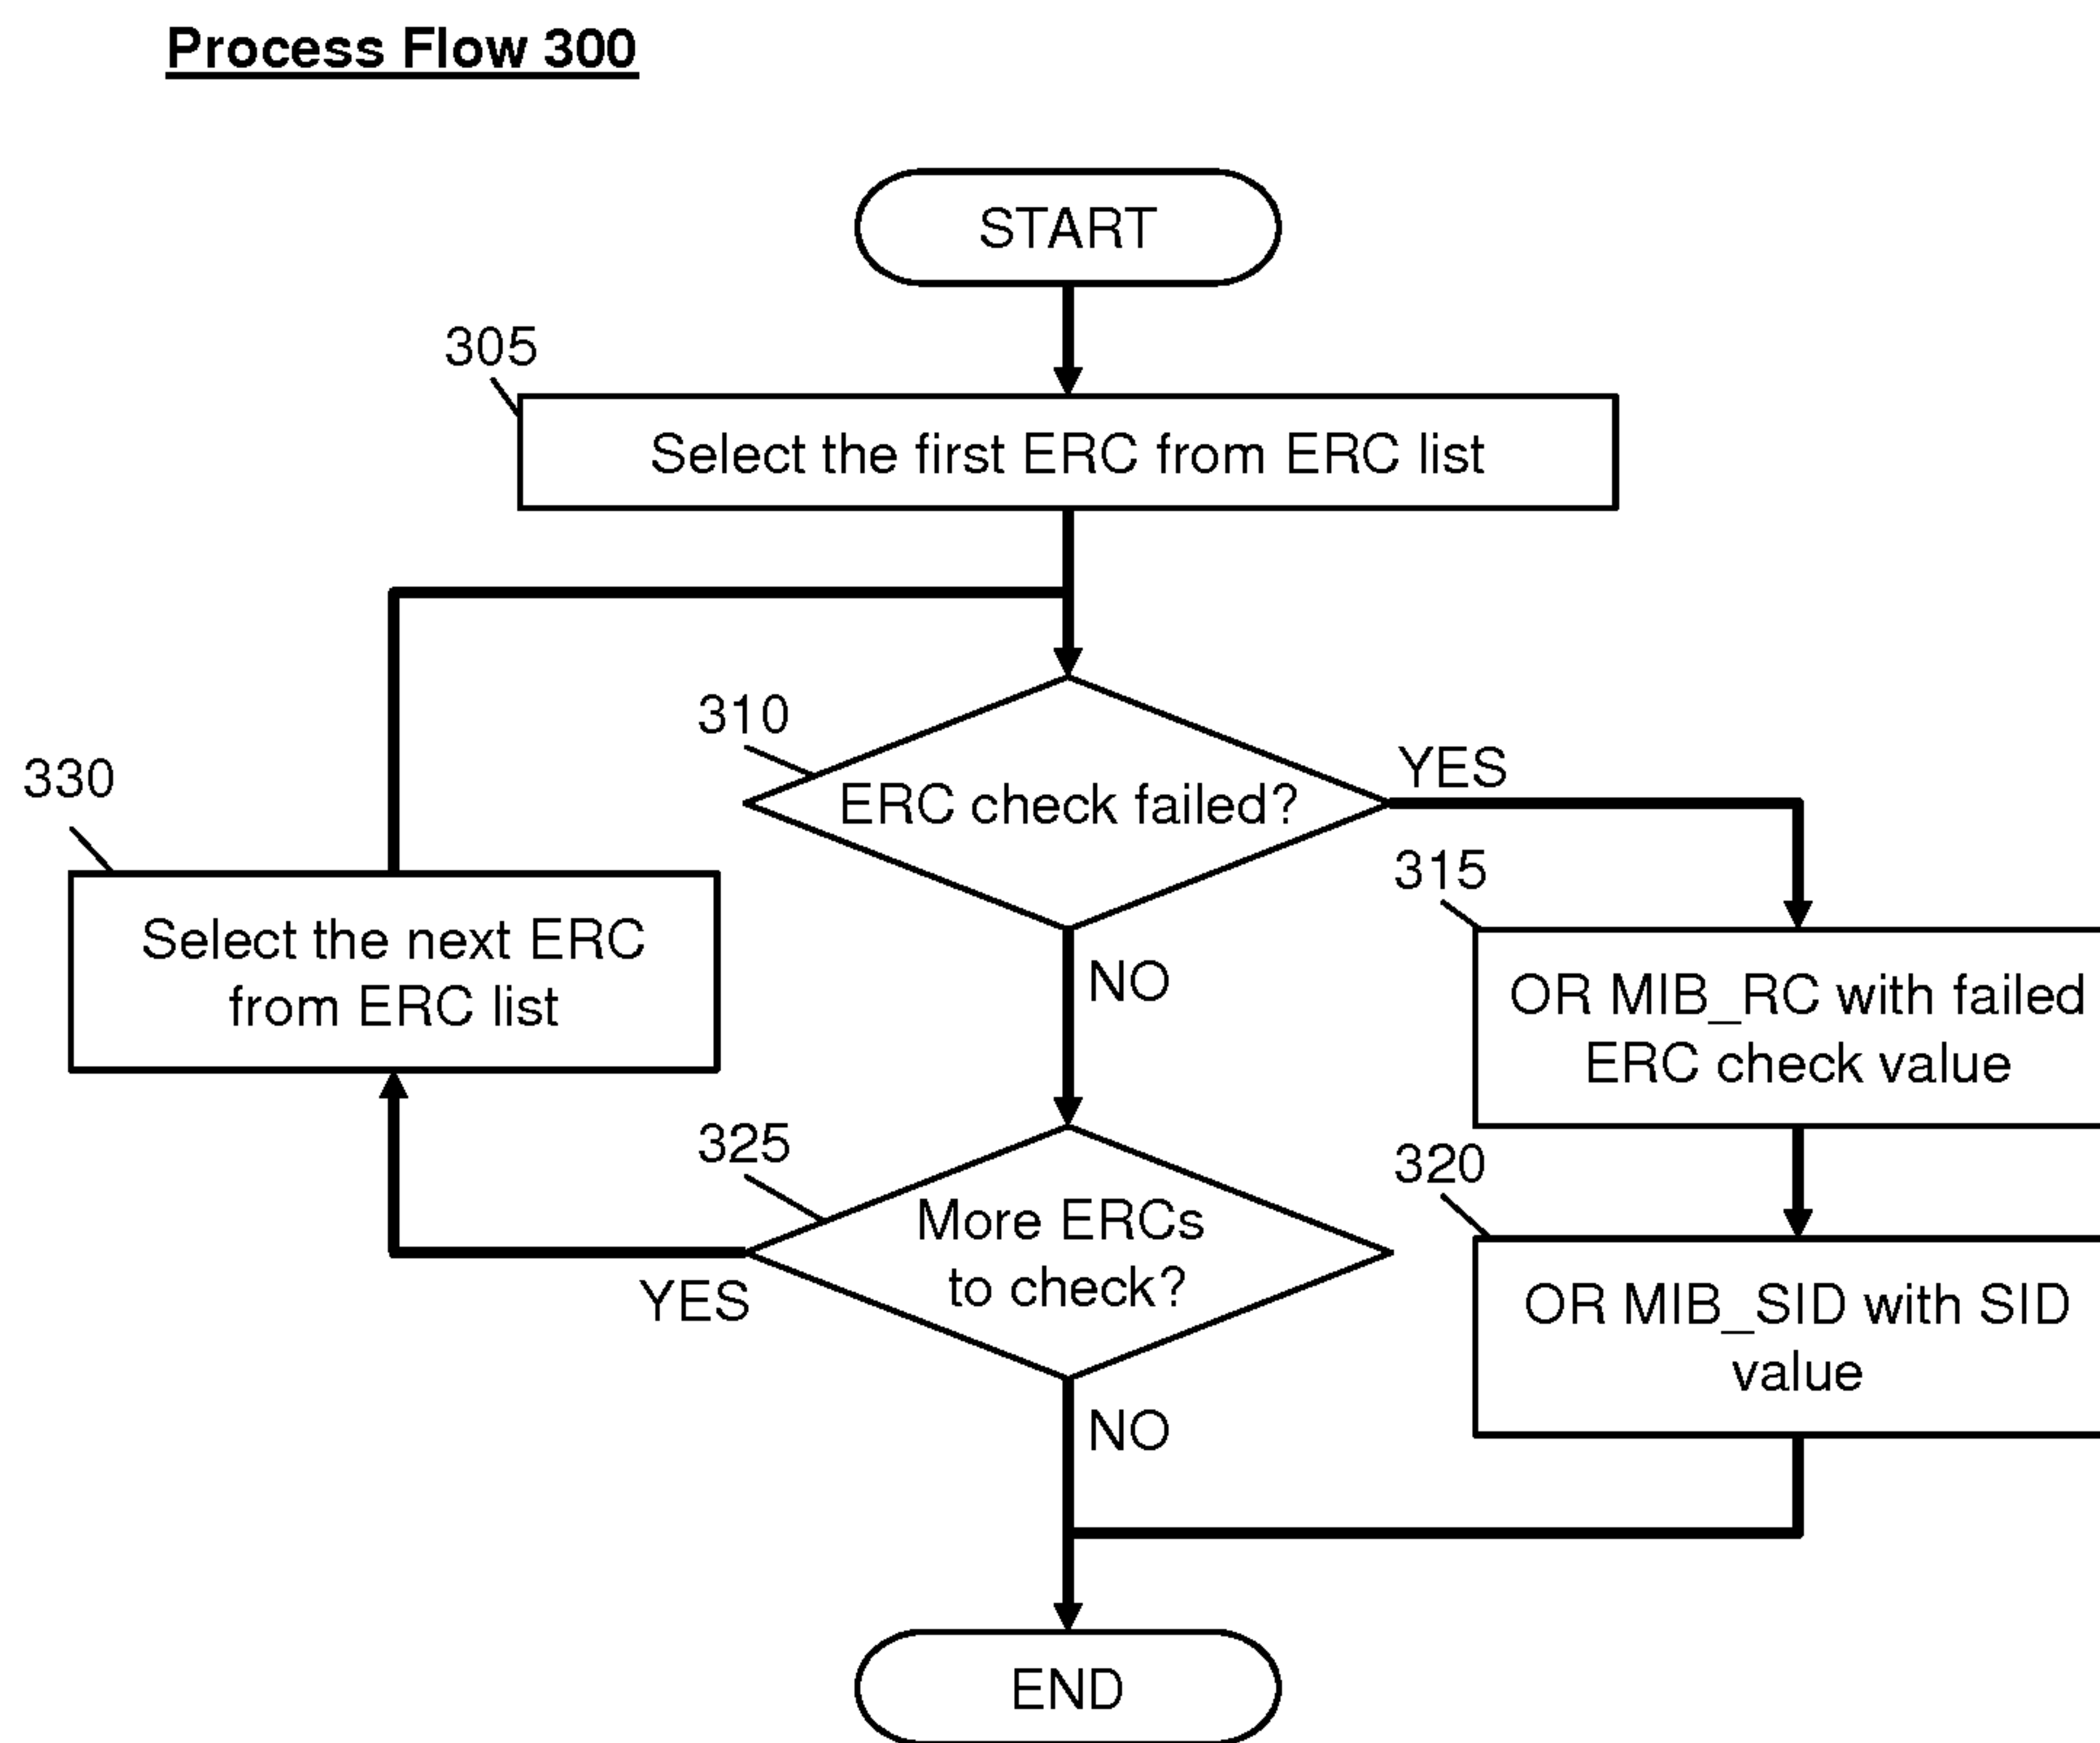 Process Flow 300
START
305
Select the first ERC from ERC list
310
ERC check failed?
YES
330
Select the next ERC
from ERC list
NO
315
OR MIB_RC with failed
ERC check value
325
More ERCs
to check?
YES
320
OR MIB_SID with SID
value
NO
END